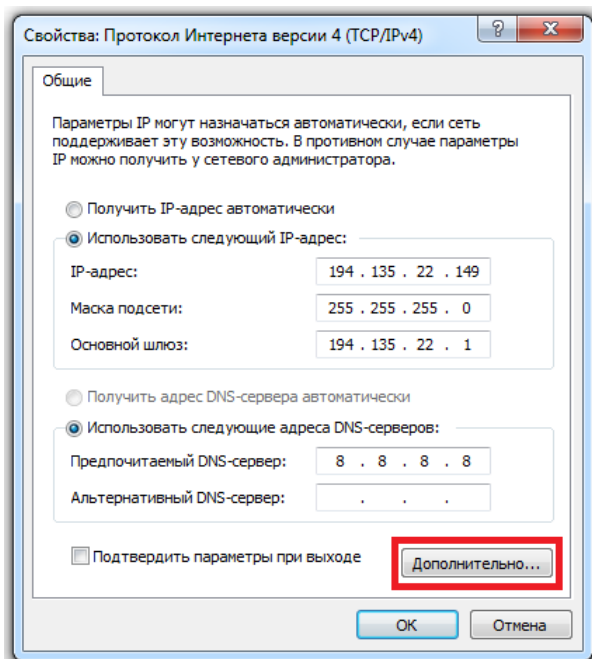 Свойства: Протокол Интернета версии 4 (TCP/IPv4)
?
Общие
Параметры IP могут назначаться автоматически, если сеть
поддерживает эту возможность. В противном случае параметры
IP можно получить у сетевого администратора.
Получить IP-адрес автоматически
Использовать следующий IP-адрес:
IP-адрес: 194 . 135 . 22 . 149
Маска подсети: 255 . 255 . 255 . 0
Основной шлюз: 194 . 135 . 22 . 1
Получить адрес DNS-сервера автоматически
Использовать следующие адреса DNS-серверов:
Предпочитаемый DNS-сервер: 8 . 8 . 8 . 8
Альтернативный DNS-сервер: . . .
Подтвердить параметры при выходе
Дополнительно...
ОК Отмена